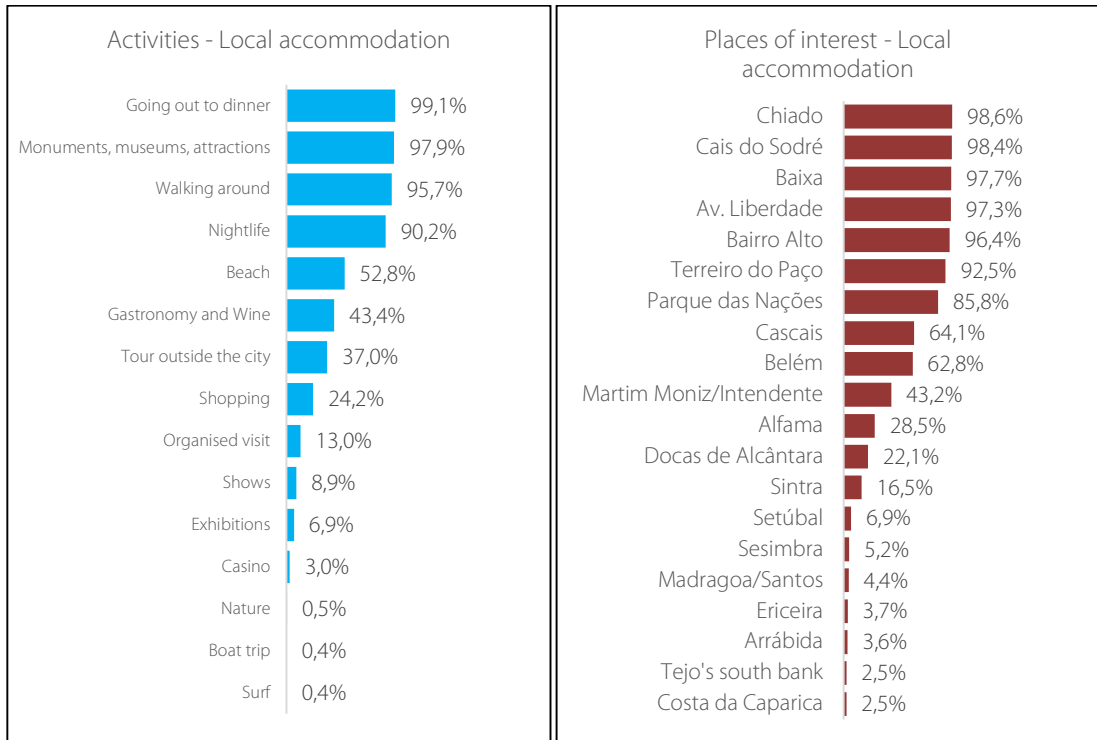 Activities - Local accommodation
Going out to dinner 99,1%
Monuments, museums, attractions 97,9%
Walking around 95,7%
Nightlife 90,2%
Beach 52,8%
Gastronomy and Wine 43,4%
Tour outside the city 37,0%
Shopping 24,2%
Organised visit 13,0%
Shows 8,9%
Exhibitions 6,9%
Casino 3,0%
Nature 0,5%
Boat trip 0,4%
Surf 0,4%
Places of interest - Local
accommodation
Chiado 98,6%
Cais do Sodré 98,4%
Baixa 97,7%
Av. Liberdade 97,3%
Bairro Alto 96,4%
Terreiro do Paço 92,5%
Parque das Nações 85,8%
Cascais 64,1%
Belém 62,8%
Martim Moniz/Intendente 43,2%
Alfama 28,5%
Docas de Alcântara 22,1%
Sintra 16,5%
Setúbal 6,9%
Sesimbra 5,2%
Madragoa/Santos 4,4%
Ericeira 3,7%
Arrábida 3,6%
Tejo's south bank 2,5%
Costa da Caparica 2,5%